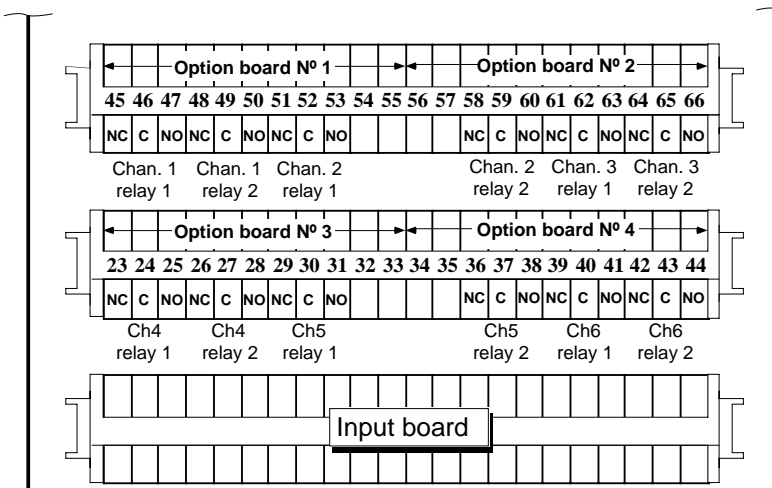 Option board Nº 1 Option board Nº 2
45 46 47 48 49 50 51 52 53 54 55 56 57 58 59 60 61 62 63 64 65 66
NC C NO NC C NO NC C NO NC C NO NC C NO NC C NO
Chan. 1 Chan. 1 Chan. 2 Chan. 2 Chan. 3 Chan. 3
relay 1 relay 2 relay 1 relay 2 relay 1 relay 2
Option board Nº 3 Option board Nº 4
23 24 25 26 27 28 29 30 31 32 33 34 35 36 37 38 39 40 41 42 43 44
NC C NO NC C NO NC C NO NC C NO NC C NO NC C NO
Ch4 Ch4 Ch5 Ch5 Ch6 Ch6
relay 1 relay 2 relay 1 relay 2 relay 1 relay 2
Input board